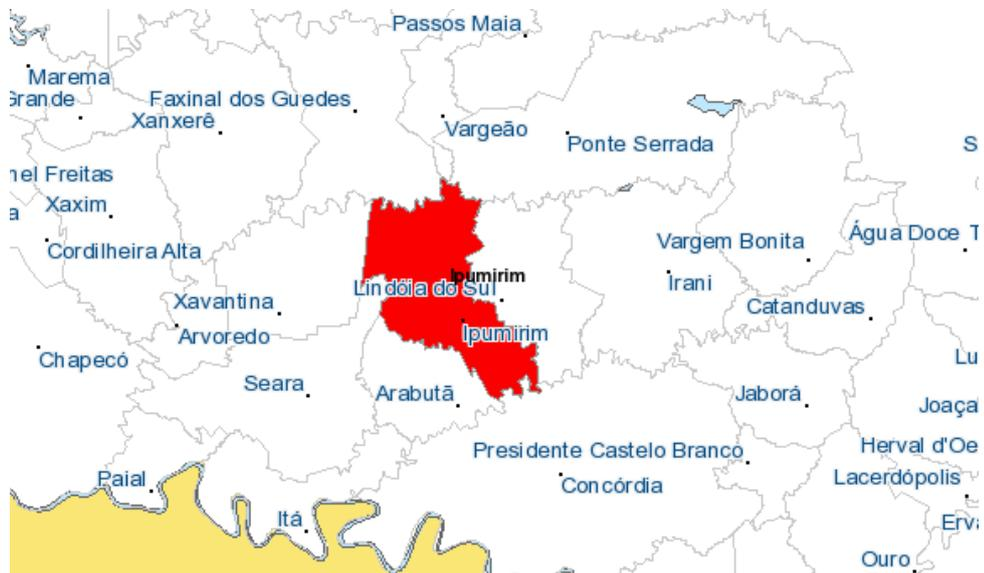 Passos Maia
Marema
Grande
Faxinal dos Guedes
Xanxerê
Vargeão
Ponte Serrada
S
nel Freitas
a
Xaxim
Cordilheira Alta
Vargem Bonita
Água Doce T
Ipumirim
Lindóia do Sul
Irani
Xavantina
Catanduvas
Arvoredo
Ipumirim
Chapecó
Lu
Seara
Arabutã
Jaborá
Joaça
Presidente Castelo Branco
Herval d'Oe
Paial
Concórdia
Lacerdópolis
Itá
Erv
Ouro